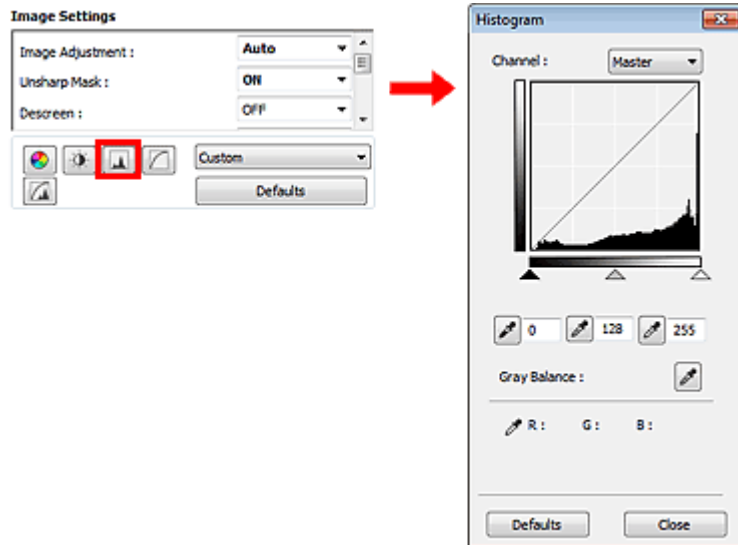 Image Settings
Image Adjustment : Auto
Unsharp Mask : ON
Descreen : OFF
Custom
Defaults
Histogram
Channel : Master
0 128 255
Gray Balance :
R : G : B :
Defaults Close